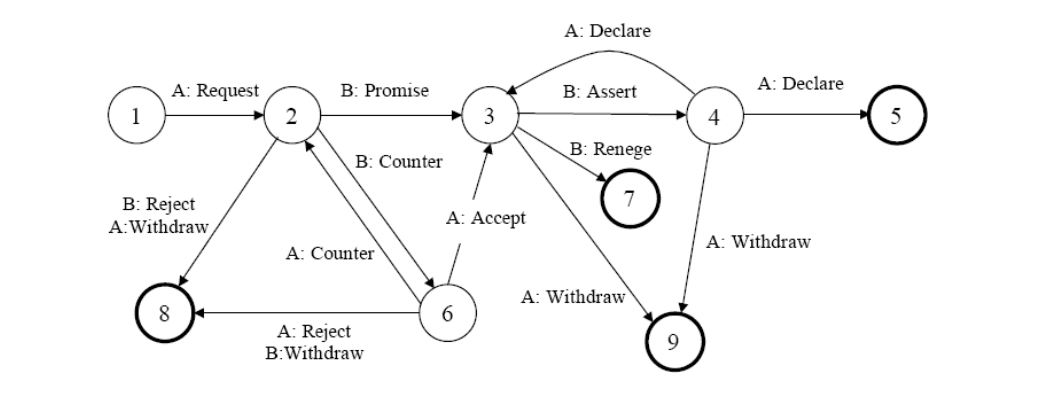 A: Declare
A: Request
B: Promise
B: Assert
A: Declare
1
2
3
4
5
B: Counter
B: Renege
7
B: Reject
A:Withdraw
A: Accept
A: Counter
A: Withdraw
A: Withdraw
8
6
A: Reject
B:Withdraw
9